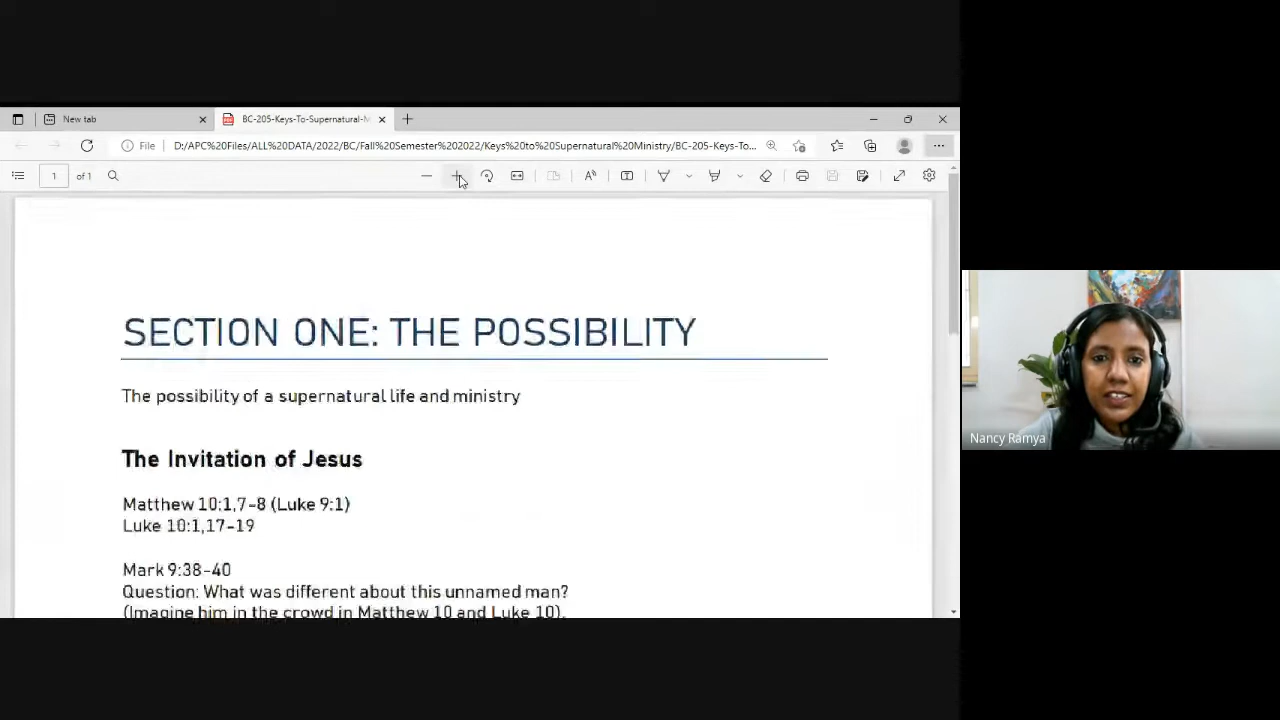 New tab
BC-205-Keys-To-Supernatural-M
File
D:/APC%20Files/ALL%20DATA/2022/BC/Fall%20Semester%202022/Keys%20to%20Supernatural%20Ministry/BC-205-Keys-To...
1 of 1
SECTION ONE: THE POSSIBILITY
The possibility of a supernatural life and ministry
The Invitation of Jesus
Matthew 10:1,7-8 (Luke 9:1)
Luke 10:1,17-19
Mark 9:38-40
Question: What was different about this unnamed man?
(Imagine him in the crowd in Matthew 10 and Luke 10).
Nancy Ramya